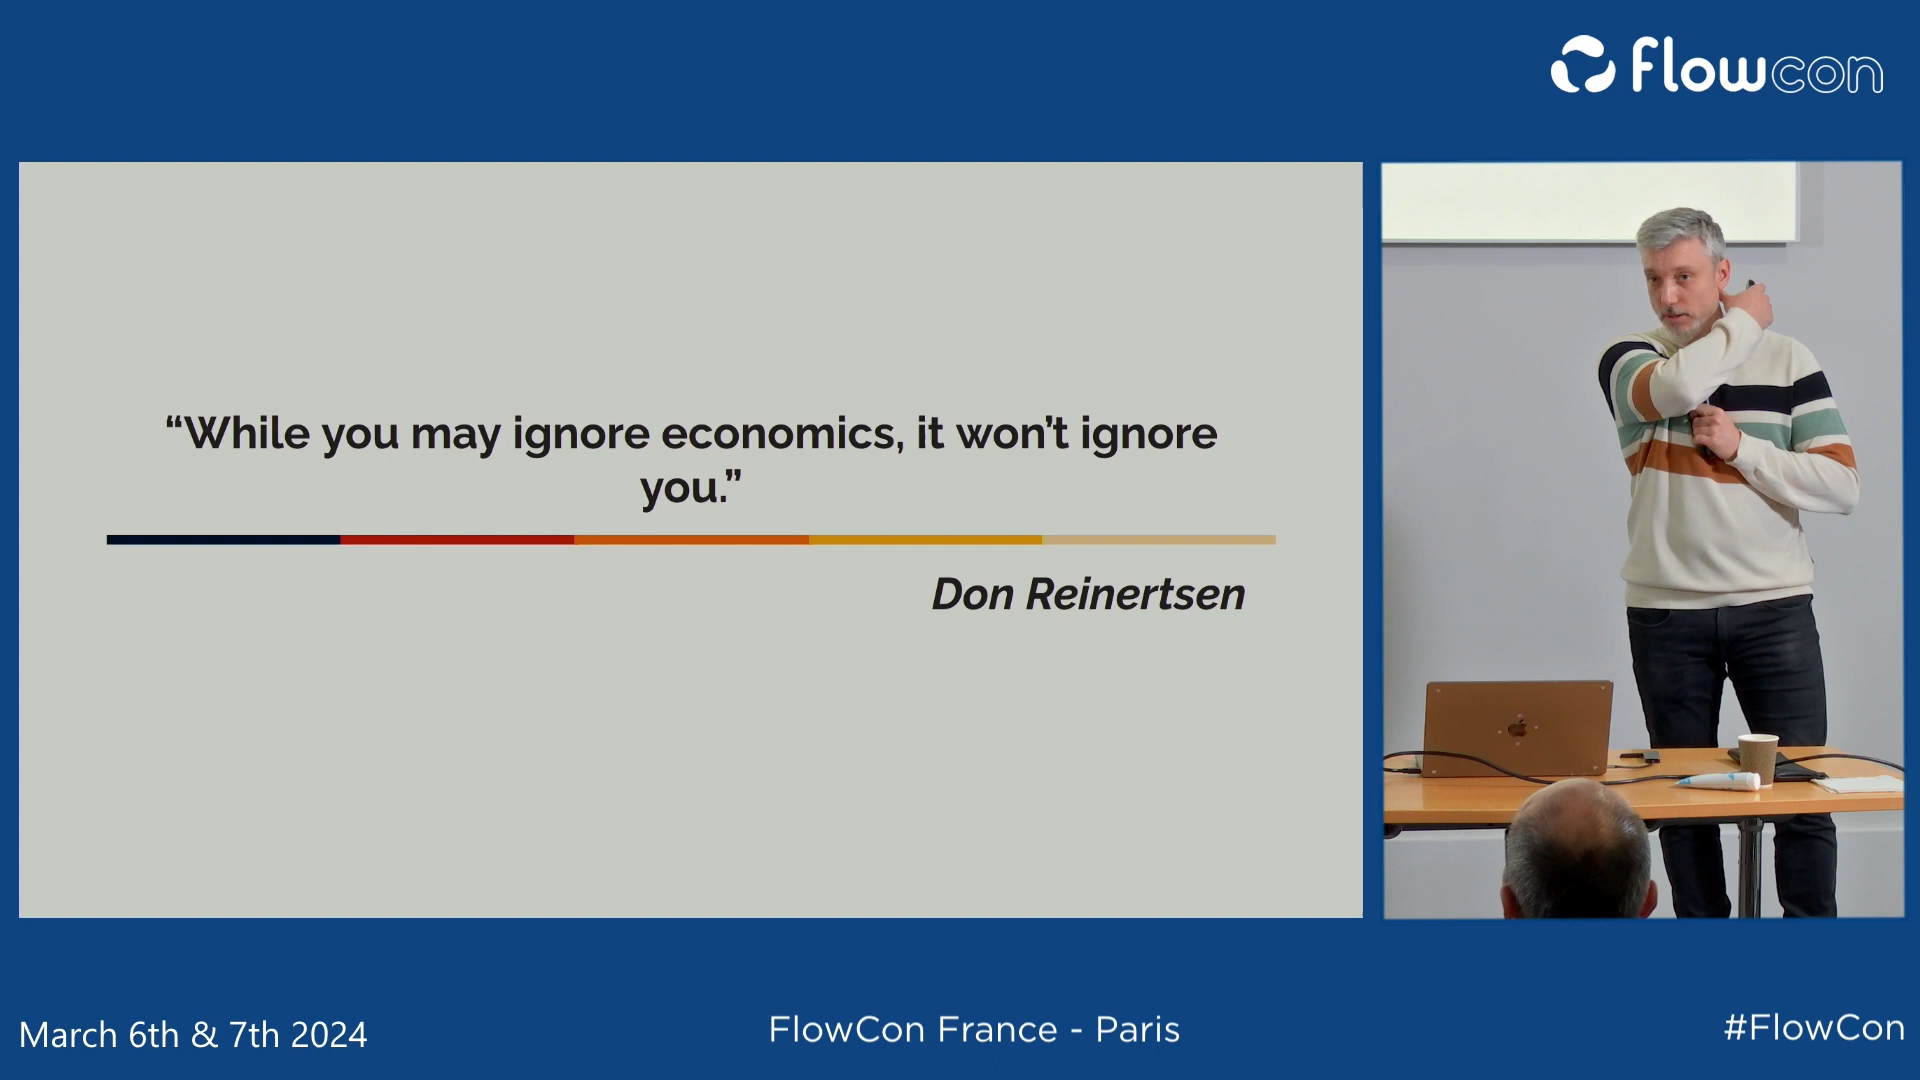 flowcon
“While you may ignore economics, it won’t ignore
you.”
Don Reinertsen
March 6th & 7th 2024
FlowCon France - Paris
#FlowCon